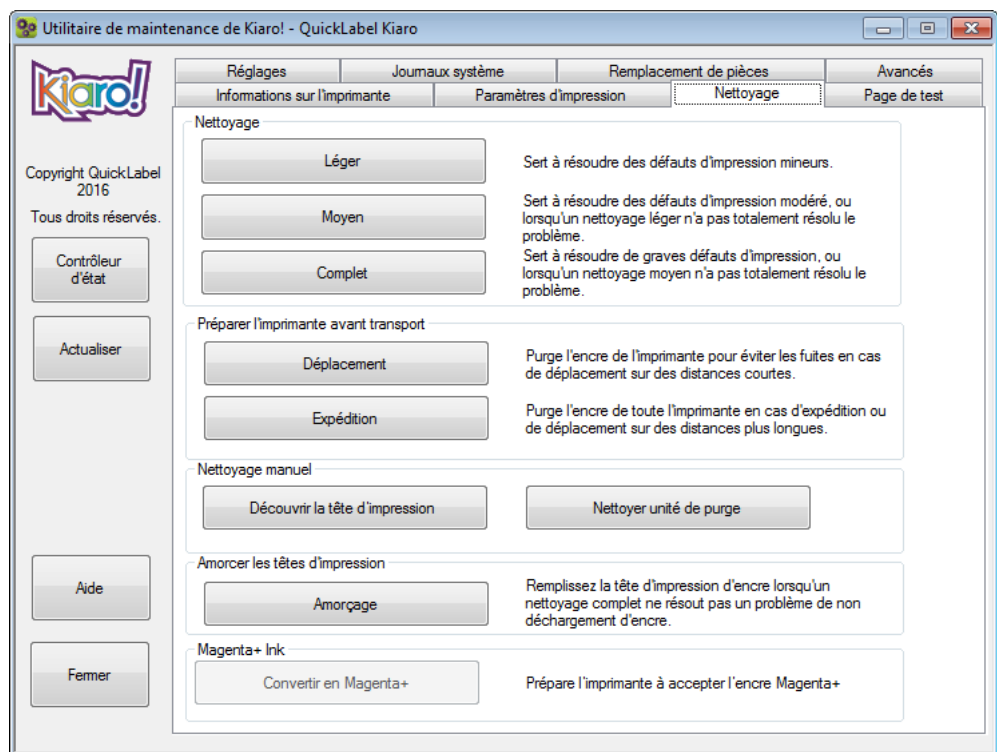 Utilitaire de maintenance de Kiaro! - QuickLabel Kiaro
Kiaro!
Copyright QuickLabel
2016
Tous droits réservés.
Contrôleur
d'état
Actualiser
Aide
Fermer
Réglages
Journaux système
Remplacement de pièces
Avancés
Informations sur l'imprimante
Paramètres d'impression
Nettoyage
Page de test
Nettoyage
Léger
Sert à résoudre des défauts d'impression mineurs.
Moyen
Sert à résoudre des défauts d'impression modéré, ou
lorsqu'un nettoyage léger n'a pas totalement résolu le
problème.
Complet
Sert à résoudre de graves défauts d'impression, ou
lorsqu'un nettoyage moyen n'a pas totalement résolu le
problème.
Préparer l'imprimante avant transport
Déplacement
Purge l'encre de l'imprimante pour éviter les fuites en cas
de déplacement sur des distances courtes.
Expédition
Purge l'encre de toute l'imprimante en cas d'expédition ou
de déplacement sur des distances plus longues.
Nettoyage manuel
Découvrir la tête d'impression
Nettoyer unité de purge
Amorcer les têtes d'impression
Amorçage
Remplissez la tête d'impression d'encre lorsqu'un
nettoyage complet ne résout pas un problème de non
déchargement d'encre.
Magenta+ Ink
Convertir en Magenta+
Prépare l'imprimante à accepter l'encre Magenta+